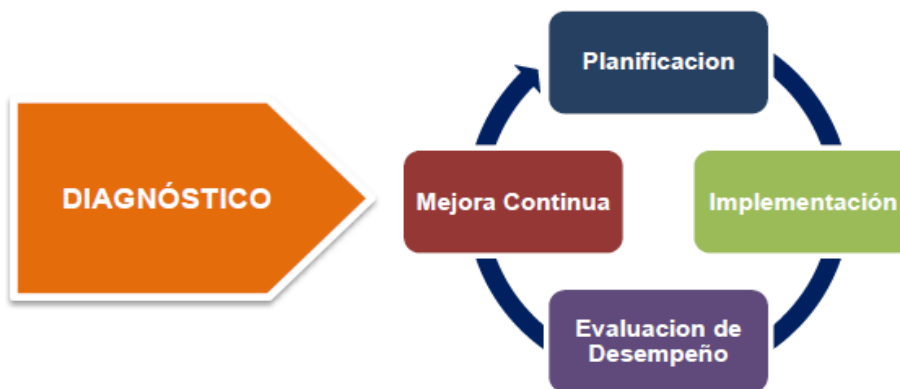 DIAGNÓSTICO
Planificacion
Mejora Continua
Implementación
Evaluacion de
Desempeño